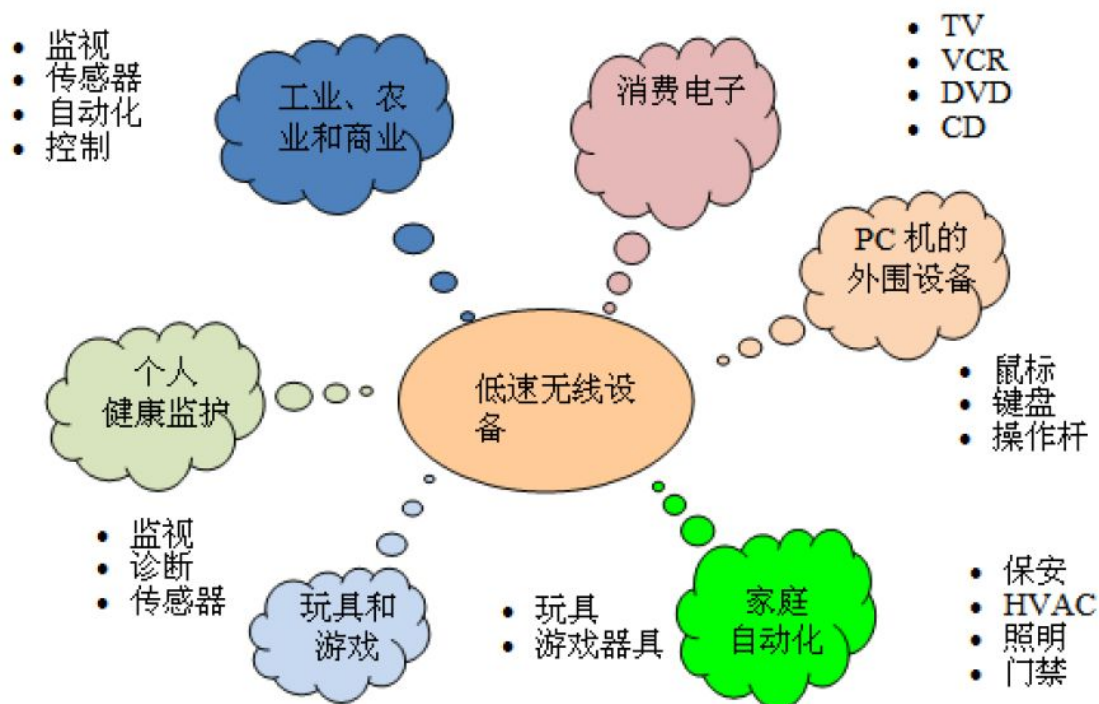 • 监视
• 传感器
• 自动化
• 控制
工业、农
业和商业
消费电子
• TV
• VCR
• DVD
• CD
PC 机的
外围设备
• 鼠标
• 键盘
• 操作杆
低速无线设
备
个人
健康监护
• 监视
• 诊断
• 传感器
玩具和
游戏
• 玩具
• 游戏器具
家庭
自动化
• 保安
• HVAC
• 照明
• 门禁